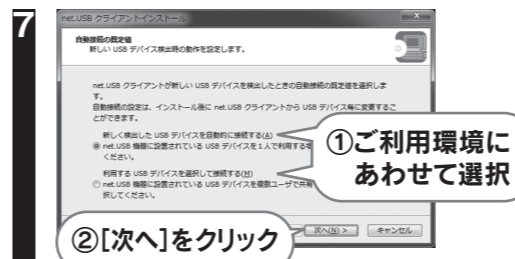 7
net.USB クライアントインストール
自動接続の既定値
新しい USB デバイス検出時の動作を設定します。
net.USB クライアントが新しい USB デバイスを検出したときの自動接続の既定値を選択しま
す。
自動接続の設定は、インストール後に net.USB クライアントから USB デバイス毎に変更するこ
とができます。
新しく検出した USB デバイスを自動的に接続する(A)
net.USB 機器に設置されている USB デバイスを1人で利用する
ください。
利用する USB デバイスを選択して接続する(M)
net.USB 機器に設置されている USB デバイスを複数ユーザで共有
択してください。
①ご利用環境に
あわせて選択
②[次へ]をクリック
次へ(N) >
キャンセル